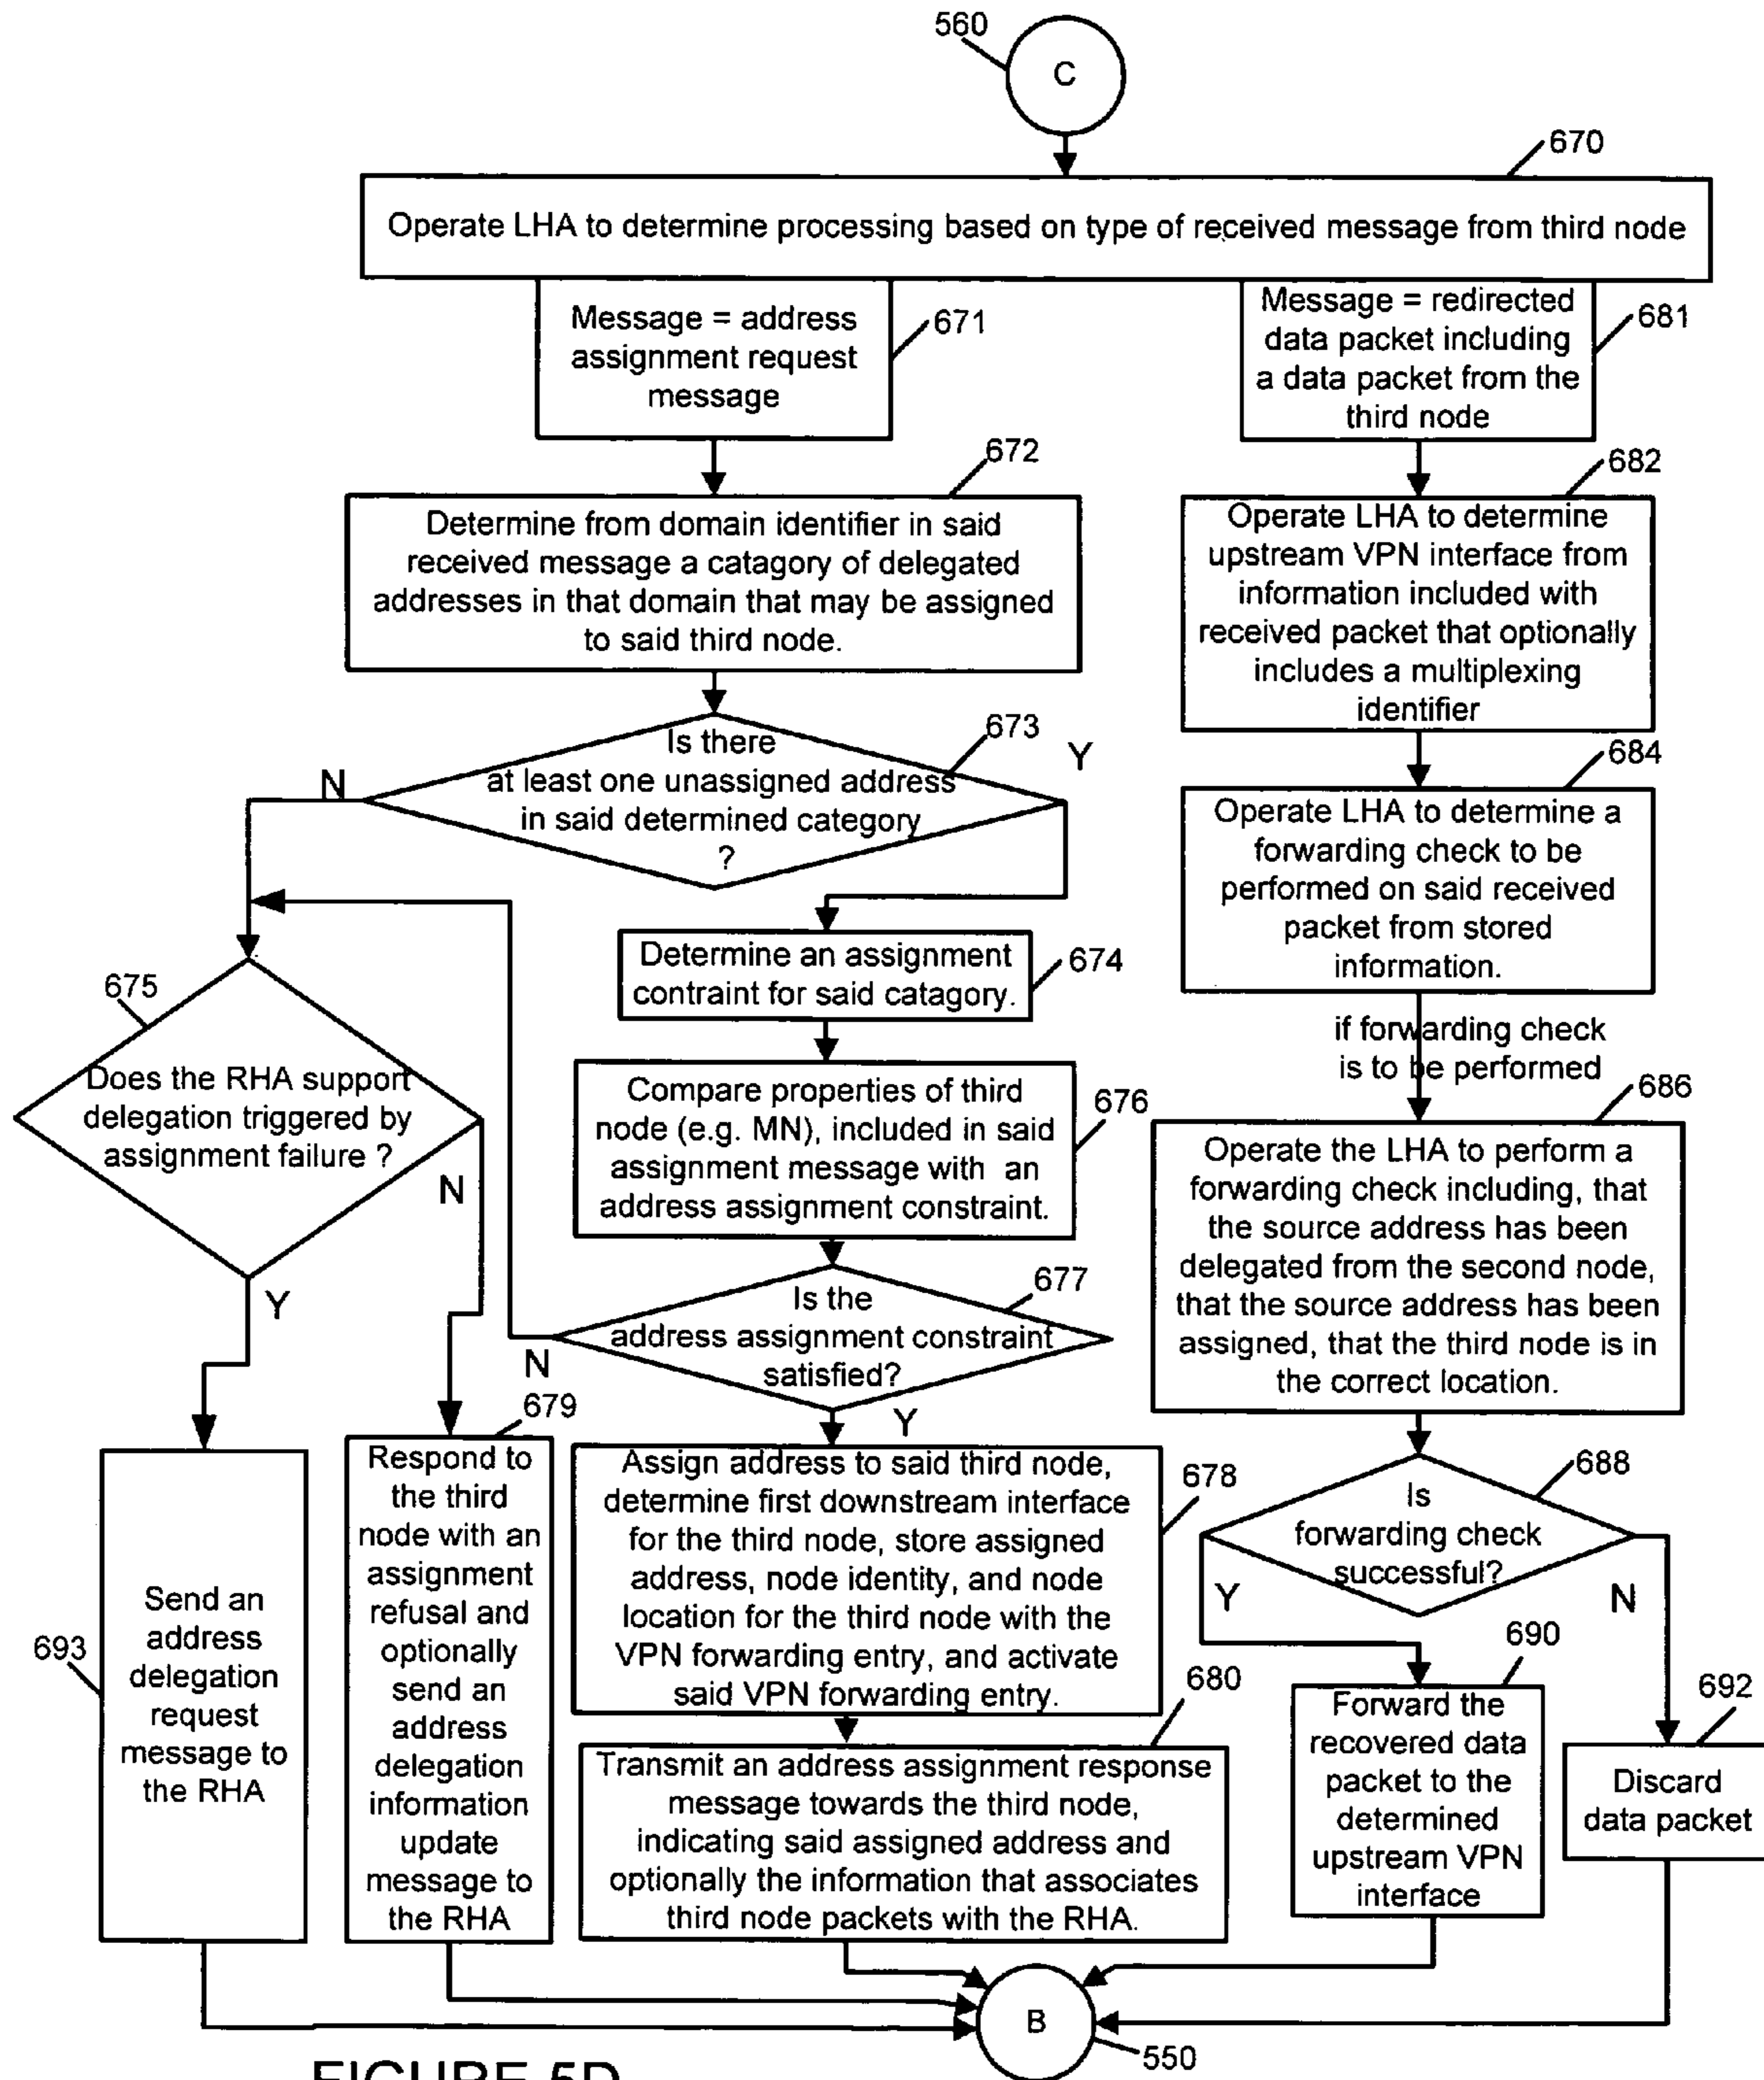 560
C
670
Operate LHA to determine processing based on type of received message from third node
Message = address
assignment request
message
671
Message = redirected
data packet including
a data packet from the
third node
681
672
Determine from domain identifier in said
received message a catagory of delegated
addresses in that domain that may be assigned
to said third node.
682
Operate LHA to determine
upstream VPN interface from
information included with
received packet that optionally
includes a multiplexing
identifier
673
Is there
at least one unassigned address
in said determined category
?
N
Y
684
Operate LHA to determine a
forwarding check to be
performed on said received
packet from stored
information.
Determine an assignment
contraint for said catagory.
674
675
Does the RHA support
delegation triggered by
assignment failure ?
N
Y
if forwarding check
is to be performed
Compare properties of third
node (e.g. MN), included in said
assignment message with an
address assignment constraint.
676
686
Operate the LHA to perform a
forwarding check including, that
the source address has been
delegated from the second node,
that the source address has been
assigned, that the third node is in
the correct location.
677
Is the
address assignment constraint
satisfied?
N
Y
679
Respond to
the third
node with an
assignment
refusal and
optionally
send an
address
delegation
information
update
message to
the RHA
Assign address to said third node,
determine first downstream interface
for the third node, store assigned
address, node identity, and node
location for the third node with the
VPN forwarding entry, and activate
said VPN forwarding entry.
678
688
Is
forwarding check
successful?
Y
N
693
Send an
address
delegation
request
message to
the RHA
680
Transmit an address assignment response
message towards the third node,
indicating said assigned address and
optionally the information that associates
third node packets with the RHA.
690
Forward the
recovered data
packet to the
determined
upstream VPN
interface
692
Discard
data packet
B
550
FIGURE 5D